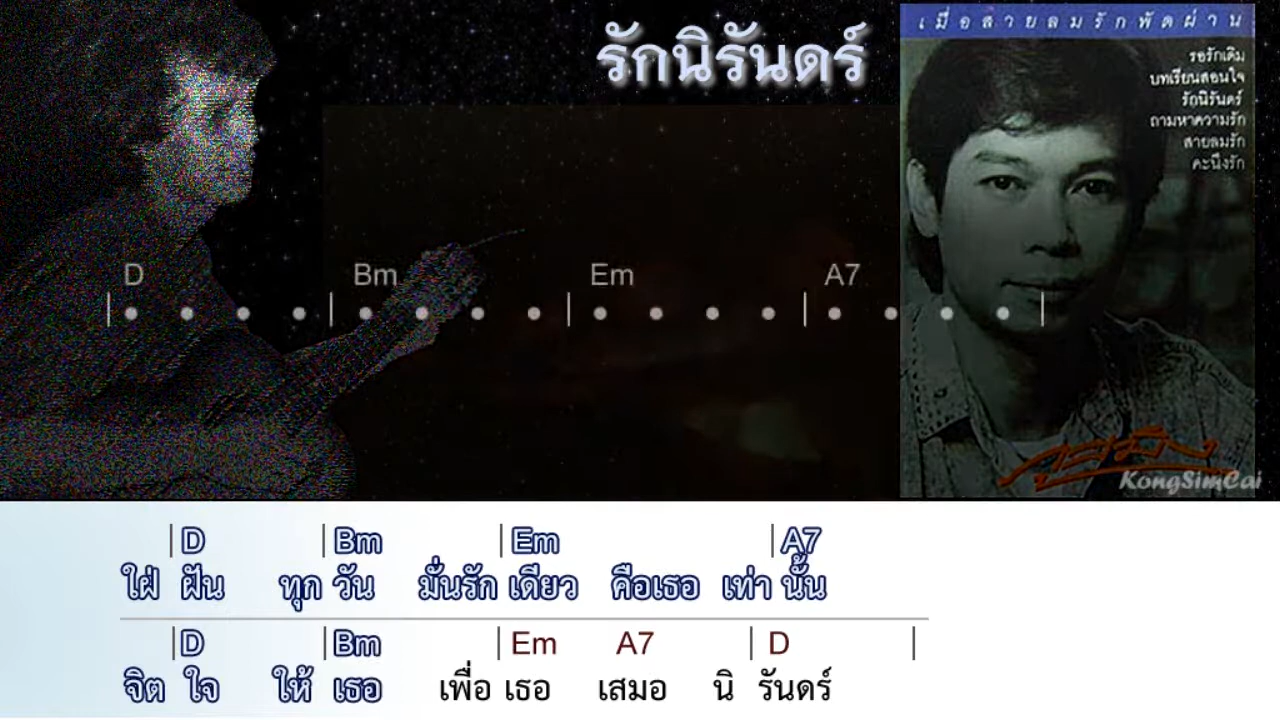 รักนิรันดร์
เมื่อสายลมรักพัดผ่าน
รอรักเดิม
บทเรียนสอนใจ
รักนิรันดร์
ถามหาความรัก
สายลมรัก
คะนึงรัก
D Bm Em A7
KongSimCai
D Bm Em A7
ใฝ่ ฝัน ทุก วัน มั่นรัก เดียว คือเธอ เท่า นั้น
D Bm Em A7 D
จิต ใจ ให้ เธอ เพื่อ เธอ เสมอ นิ รันดร์